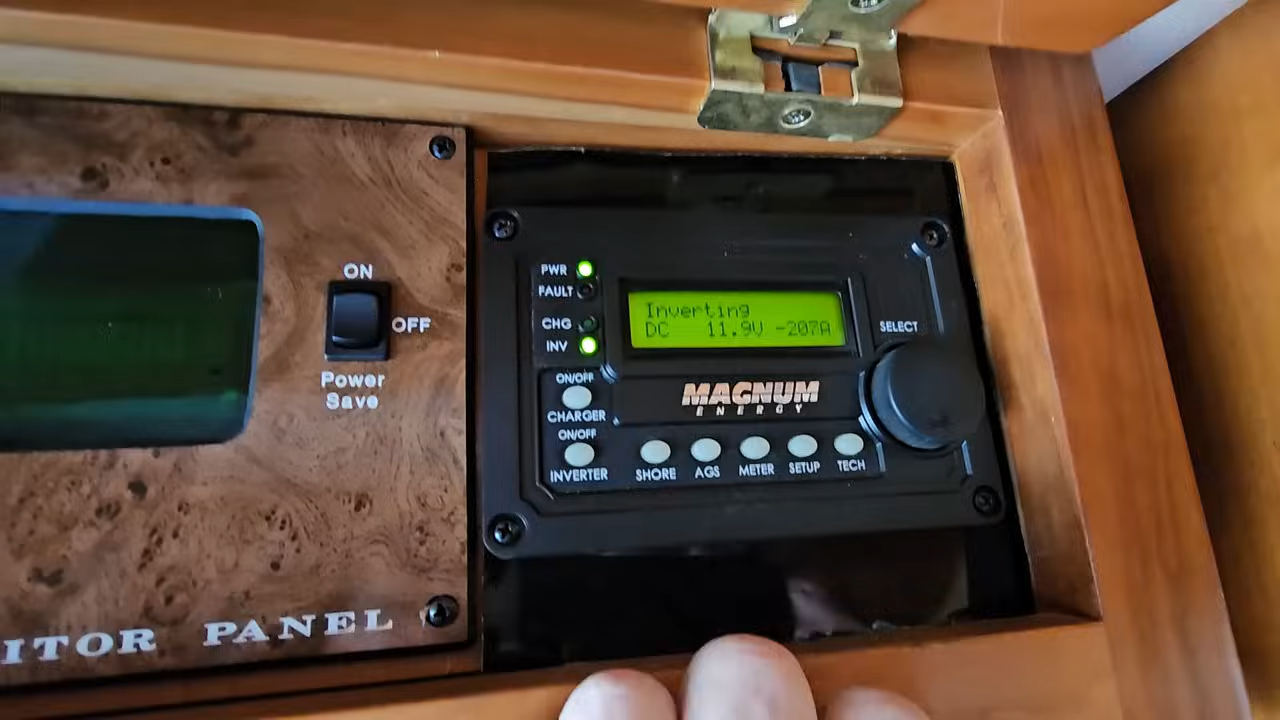 ON
OFF
Power
Save
ITOR PANEL
PWR
FAULT
CHG
INV
Inverting
DC 11.9V -207A
SELECT
ON/OFF
CHARGER
ON/OFF
INVERTER
MAGNUM
ENERGY
SHORE
AGS
METER
SETUP
TECH